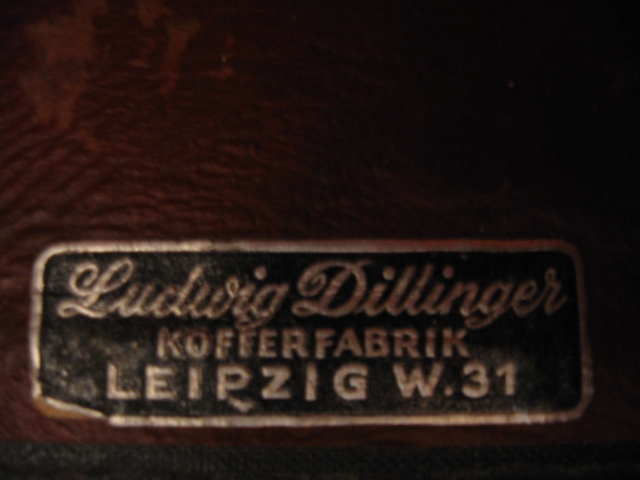 Ludwig Dillinger
KOFFERFABRIK
LEIPZIG W.31